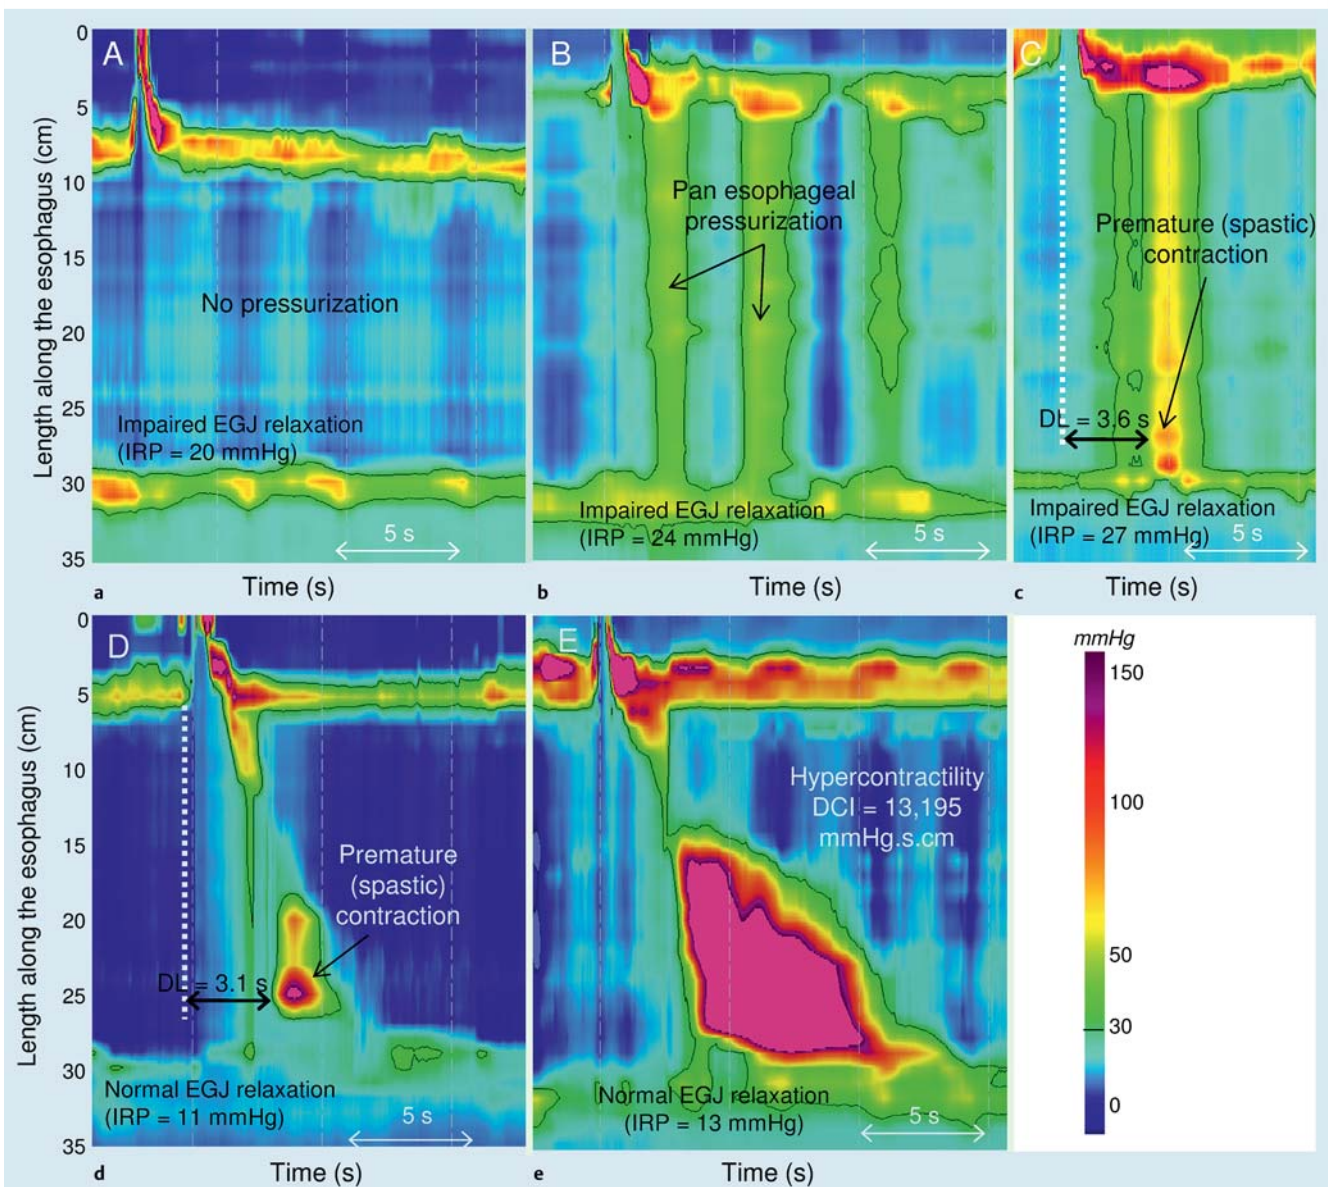 A
B
C
0
5
10
15
20
25
30
35
Length along the esophagus (cm)
No pressurization
Impaired EGJ relaxation
(IRP = 20 mmHg)
5 s
Pan esophageal
pressurization
Impaired EGJ relaxation
(IRP = 24 mmHg)
5 s
Premature (spastic)
contraction
DL = 3.6 s
Impaired EGJ relaxation
(IRP = 27 mmHg)
5 s
a
Time (s)
b
Time (s)
c
Time (s)
D
E
0
5
10
15
20
25
30
35
Length along the esophagus (cm)
Premature
(spastic)
contraction
DL = 3.1 s
Normal EGJ relaxation
(IRP = 11 mmHg)
5 s
Hypercontractility
DCI = 13,195
mmHg.s.cm
Normal EGJ relaxation
(IRP = 13 mmHg)
5 s
mmHg
150
100
50
30
0
d
Time (s)
e
Time (s)